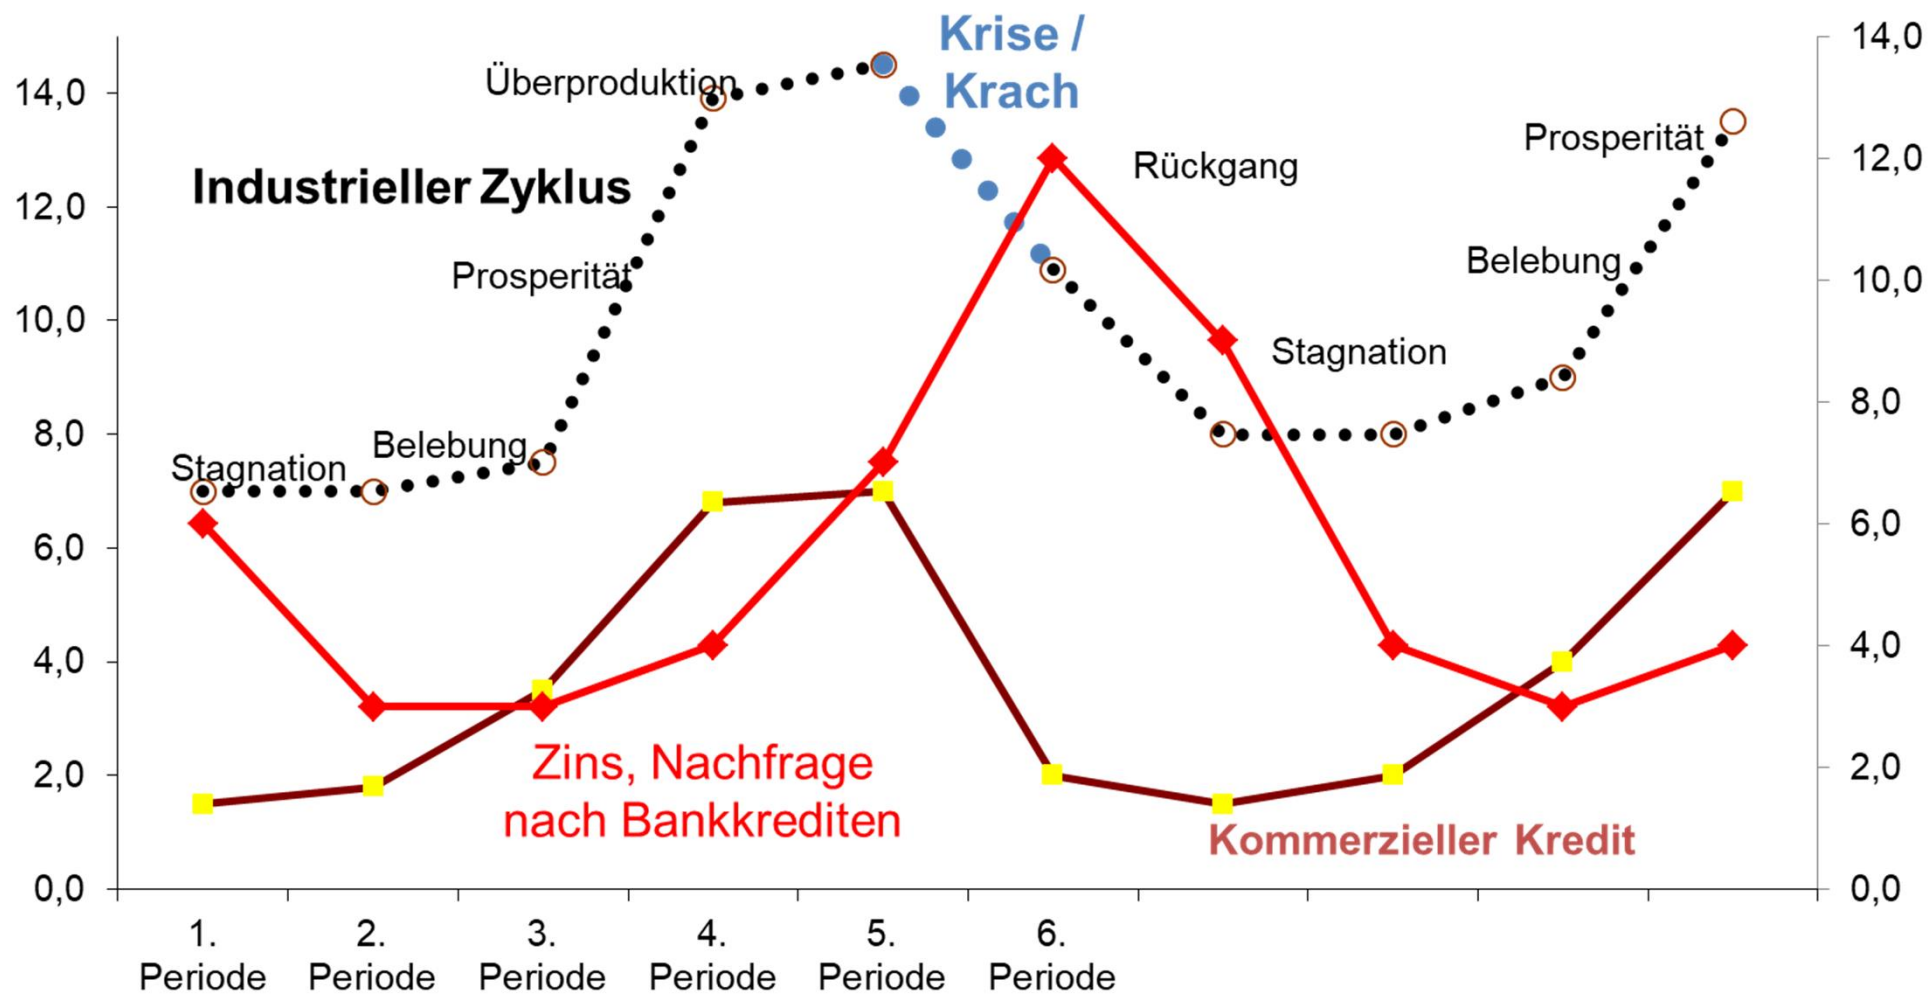 Krise /
Krach
14,0
12,0
10,0
8,0
6,0
4,0
2,0
0,0
Überproduktion
Industrieller Zyklus
Prosperität
Belebung
Stagnation
Rückgang
Stagnation
Belebung
Prosperität
Zins, Nachfrage
nach Bankkrediten
Kommerzieller Kredit
14,0
12,0
10,0
8,0
6,0
4,0
2,0
0,0
1.
Periode
2.
Periode
3.
Periode
4.
Periode
5.
Periode
6.
Periode